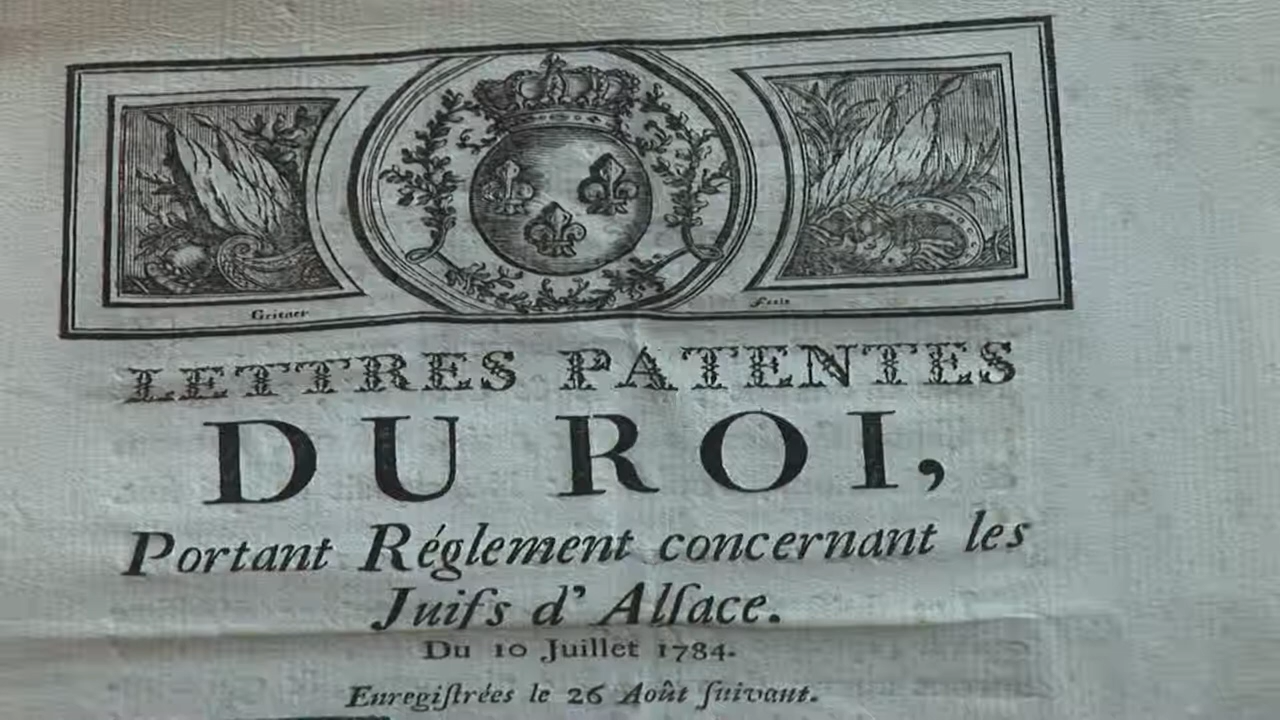 Gritner Fecit
LETTRES PATENTES
DU ROI,
Portant Réglement concernant les
Juifs d' Alſace.
Du 10 Juillet 1784.
Enregiſtrées le 26 Août ſuivant.